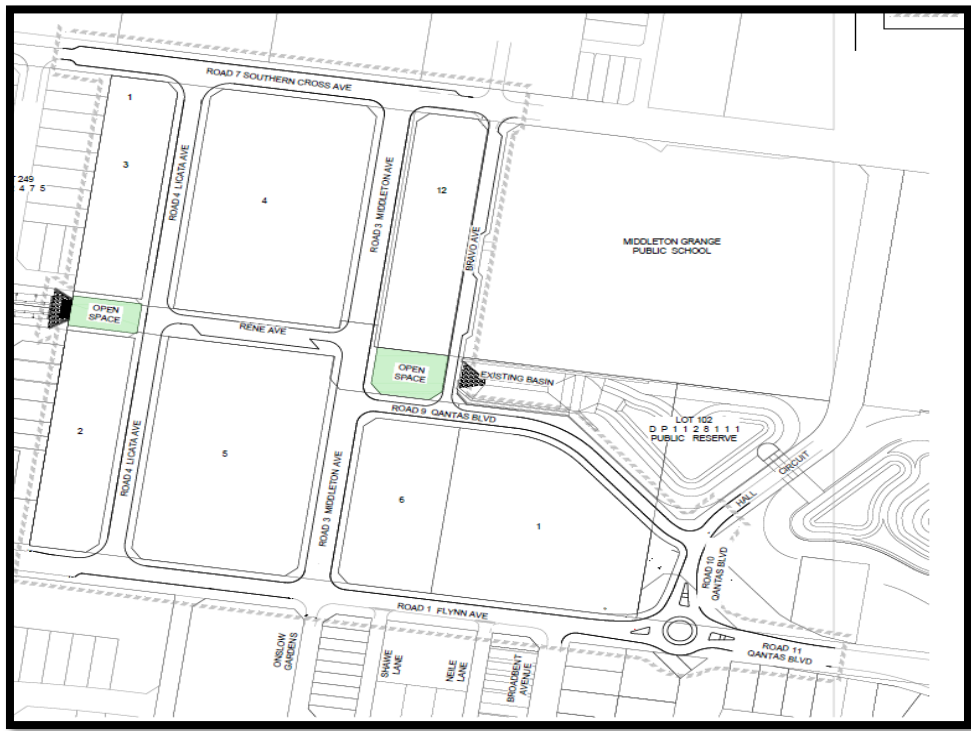 ROAD 7 SOUTHERN CROSS AVE
1
3
ROAD 4 LICATA AVE
4
ROAD 3 MIDDLETON AVE
12
BRAVO AVE
MIDDLETON GRANGE
PUBLIC SCHOOL
249
4 7 5
OPEN
SPACE
RENE AVE
OPEN
SPACE
EXISTING BASIN
ROAD 9 QANTAS BLVD
LOT 102
D P 1 1 2 8 1 1 1
PUBLIC RESERVE
2
ROAD 4 LICATA AVE
5
ROAD 3 MIDDLETON AVE
6
1
HALL CIRCUIT
ROAD 10
QANTAS BLVD
ROAD 1 FLYNN AVE
ROAD 11
QANTAS BLVD
ONSLOW
GARDENS
SHAWE
LANE
NEILE
LANE
BROADBENT
AVENUE